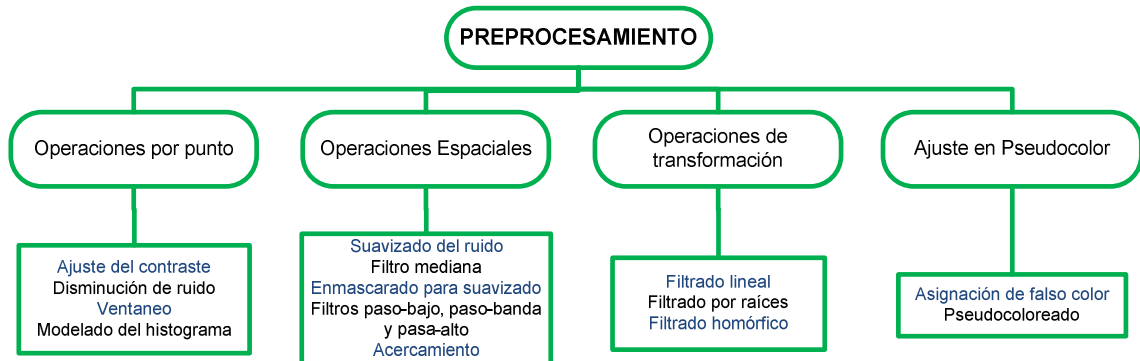 PREPROCESAMIENTO
Operaciones por punto
Operaciones Espaciales
Operaciones de
transformación
Ajuste en Pseudocolor
Ajuste del contraste
Disminución de ruido
Ventaneo
Modelado del histograma
Suavizado del ruido
Filtro mediana
Enmascarado para suavizado
Filtros paso-bajo, paso-banda
y pasa-alto
Acercamiento
Filtrado lineal
Filtrado por raíces
Filtrado homórfico
Asignación de falso color
Pseudocoloreado